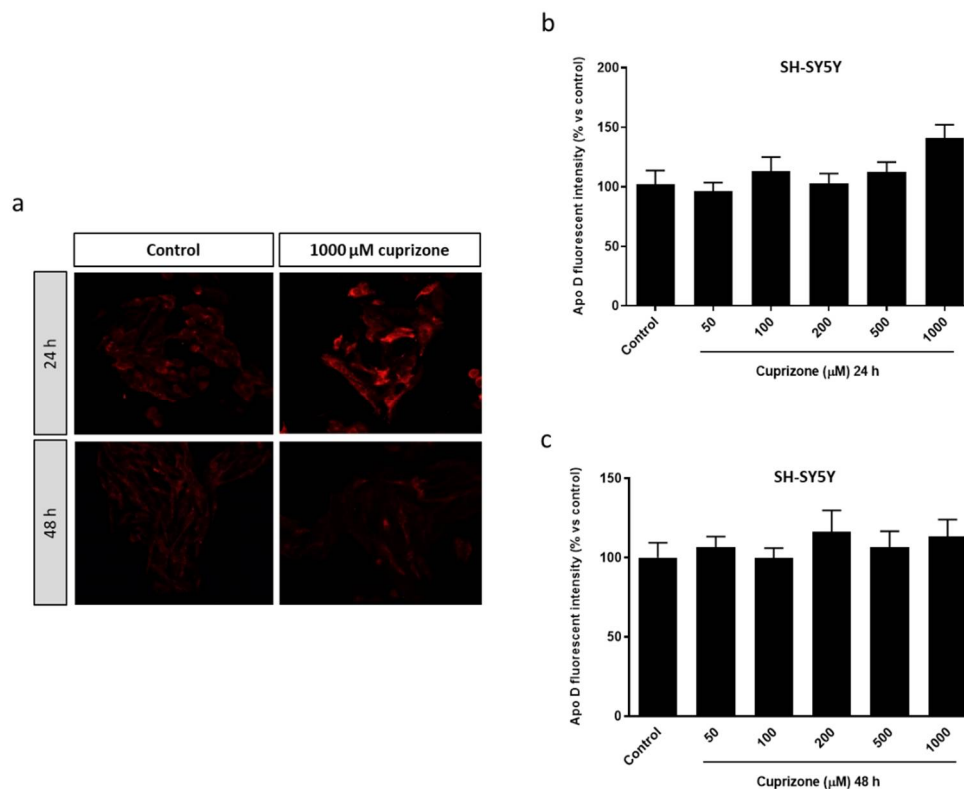 a
Control
1000 μM cuprizone
24 h
48 h
b
SH-SY5Y
Apo D fluorescent intensity (% vs control)
200
150
100
50
0
Control
50
100
200
500
1000
Cuprizone (μM) 24 h
c
SH-SY5Y
Apo D fluorescent intensity (% vs control)
150
100
50
0
Control
50
100
200
500
1000
Cuprizone (μM) 48 h